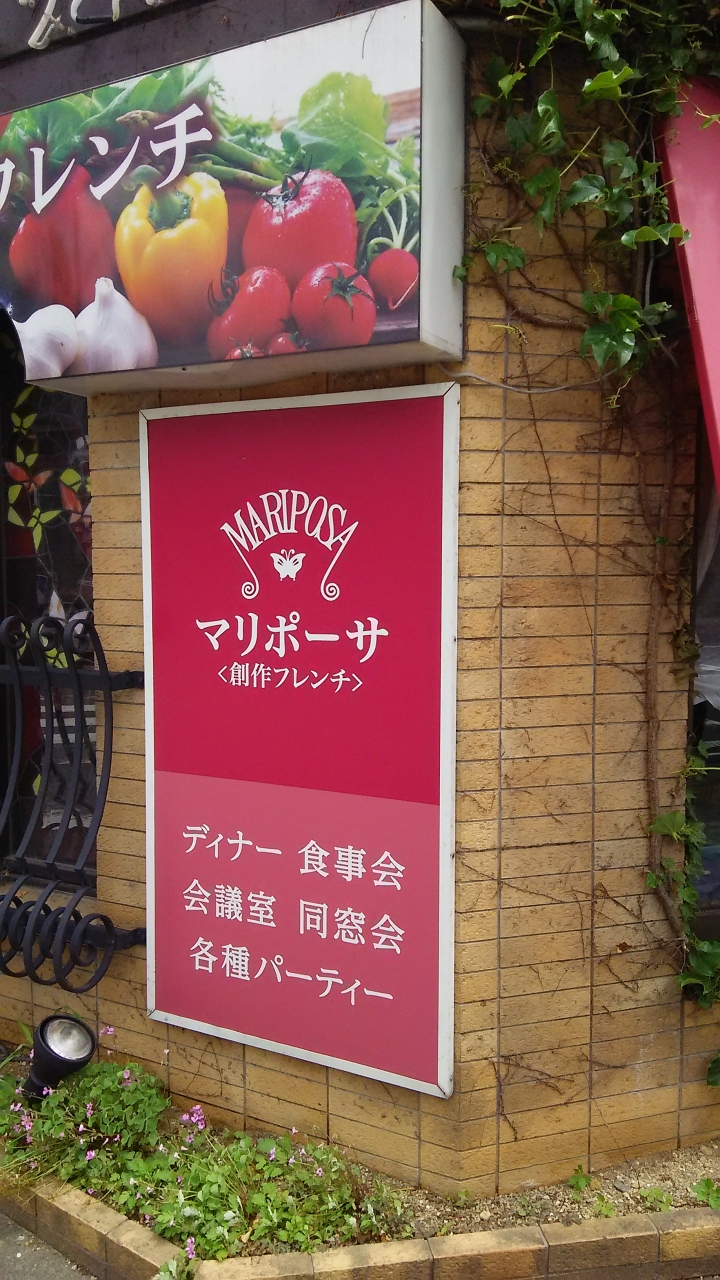 フレンチ
MARIPOSA
マリポーサ
<創作フレンチ>
ディナー 食事会
会議室 同窓会
各種パーティー